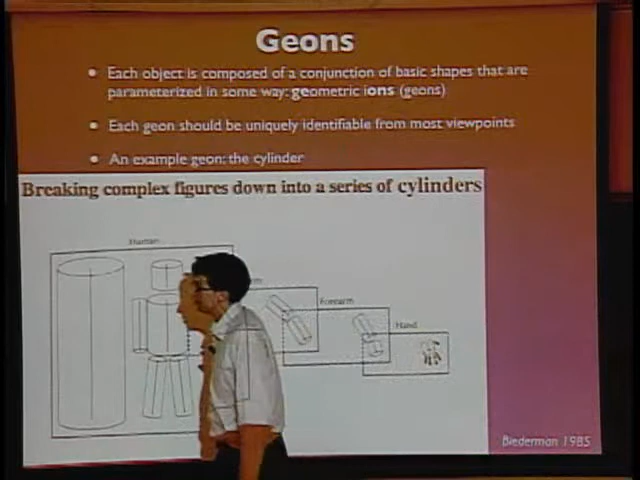 Geons
Each object is composed of a conjunction of basic shapes that are
parameterized in some way: geometric ions (geons)
Each geon should be uniquely identifiable from most viewpoints
An example geon: the cylinder
Breaking complex figures down into a series of cylinders
Human
Forearm
Hand
Biederman 1985